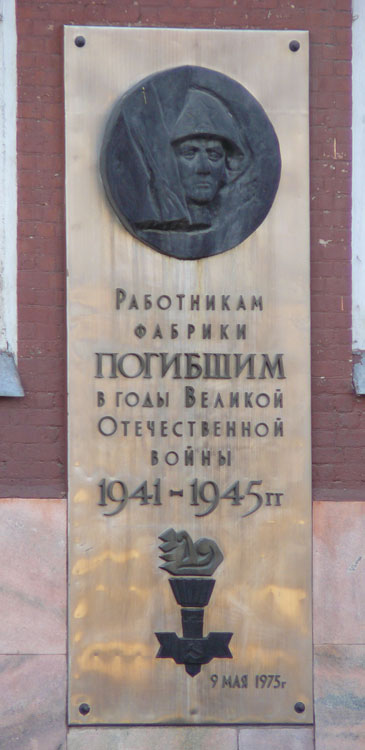 Работникам
фабрики
погибшим
в годы Великой
Отечественной
войны
1941-1945гг
9 мая 1975г